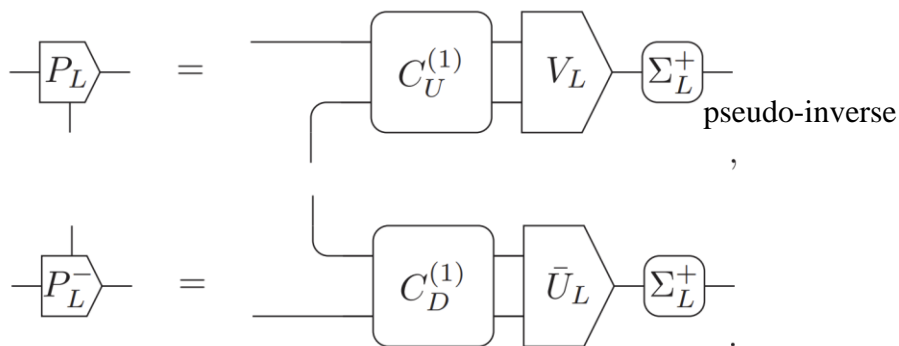 P_L = C_U^{(1)} V_L Σ_L^+
pseudo-inverse
,
P_L^- = C_D^{(1)} Ū_L Σ_L^+
.